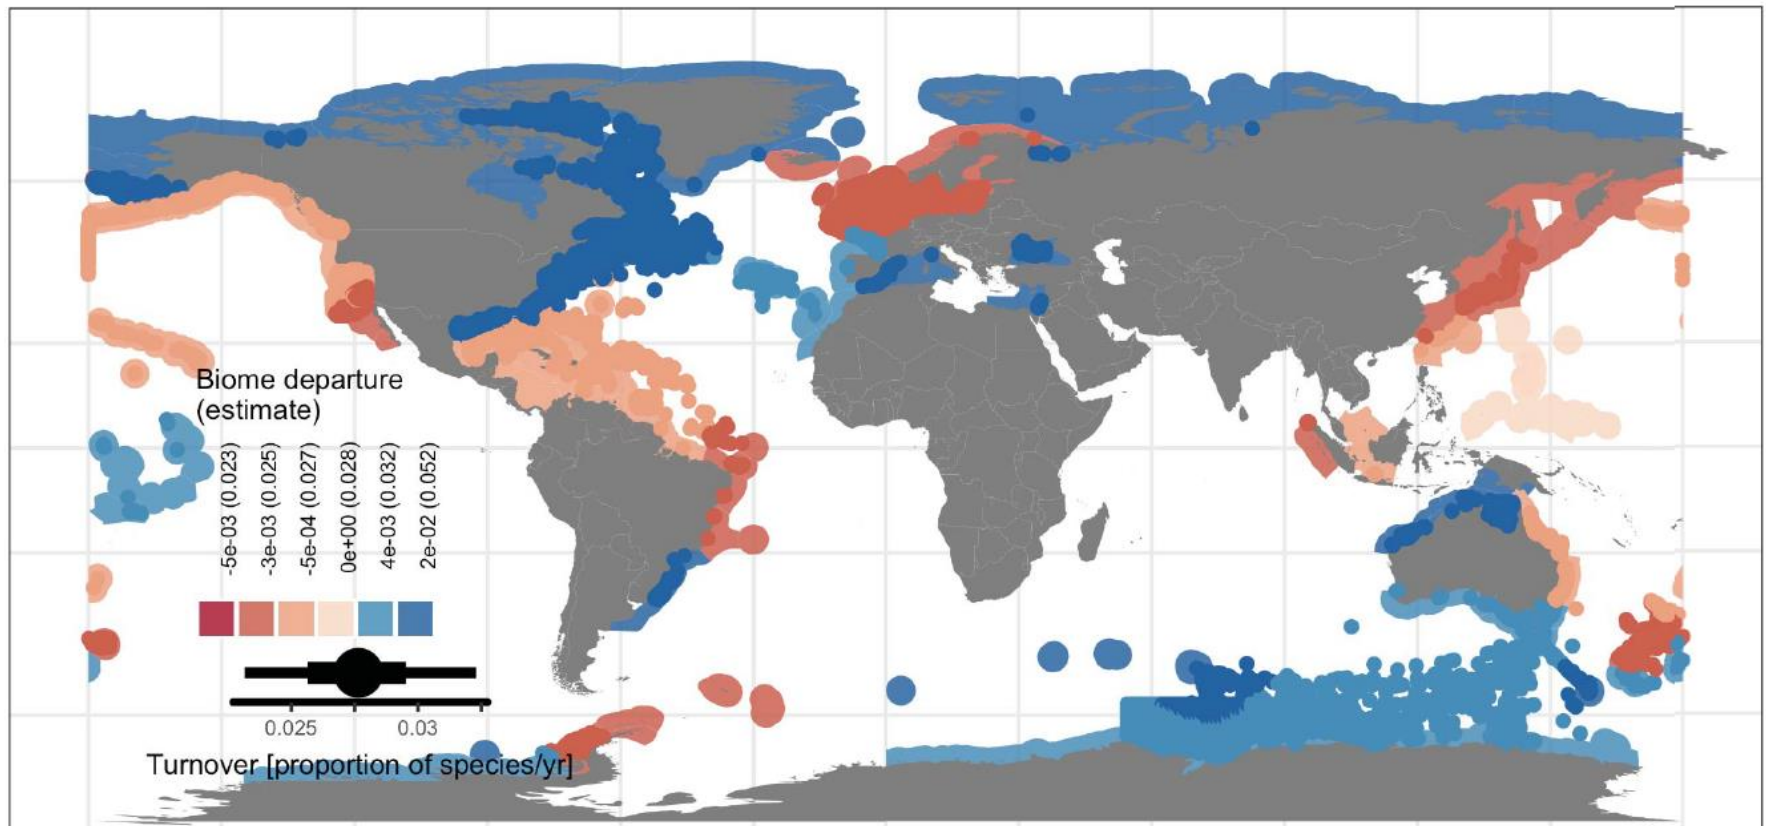 Biome departure
(estimate)
-5e-03 (0.023)
-3e-03 (0.025)
-5e-04 (0.027)
0e+00 (0.028)
4e-03 (0.032)
2e-02 (0.052)
0.025 0.03
Turnover [proportion of species/yr]